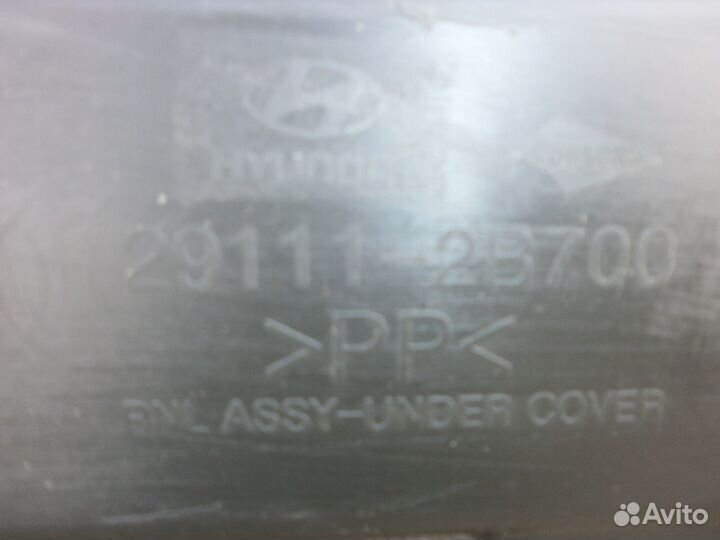 HYUNDAI
29111-2B700
>PP<
PNL ASSY-UNDER COVER
Avito